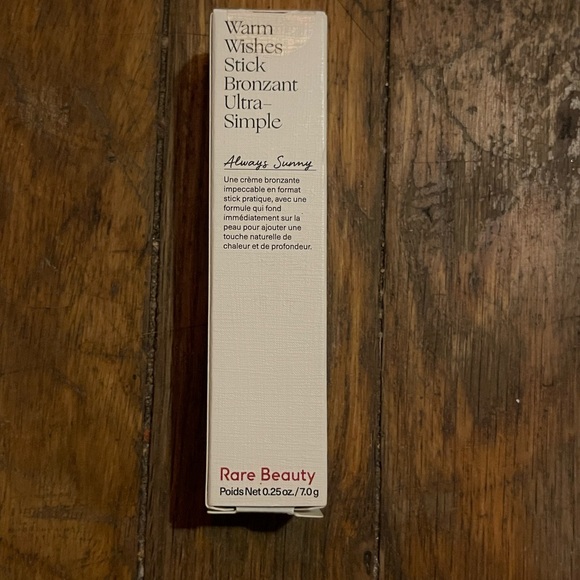 Warm
Wishes
Stick
Bronzant
Ultra–
Simple
Always Sunny
Une crème bronzante
impeccable en format
stick pratique, avec une
formule qui fond
immédiatement sur la
peau pour ajouter une
touche naturelle de
chaleur et de profondeur.
Rare Beauty
Poids Net 0.25 oz./7.0 g